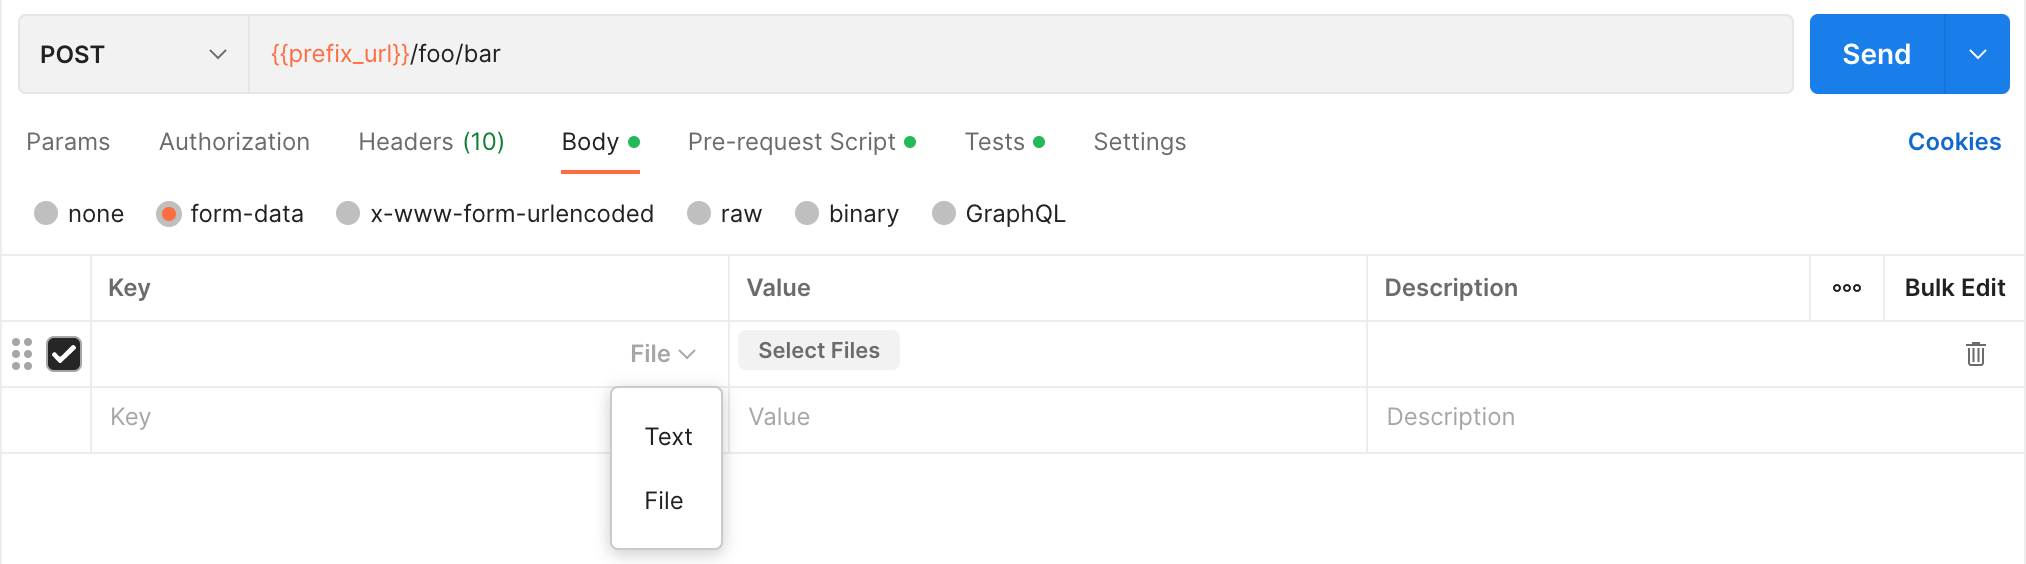 POST {{prefix_url}}/foo/bar Send
Params Authorization Headers (10) Body Pre-request Script Tests Settings Cookies
none form-data x-www-form-urlencoded raw binary GraphQL
Key Value Description Bulk Edit
File Select Files
Key Value Description
Text
File